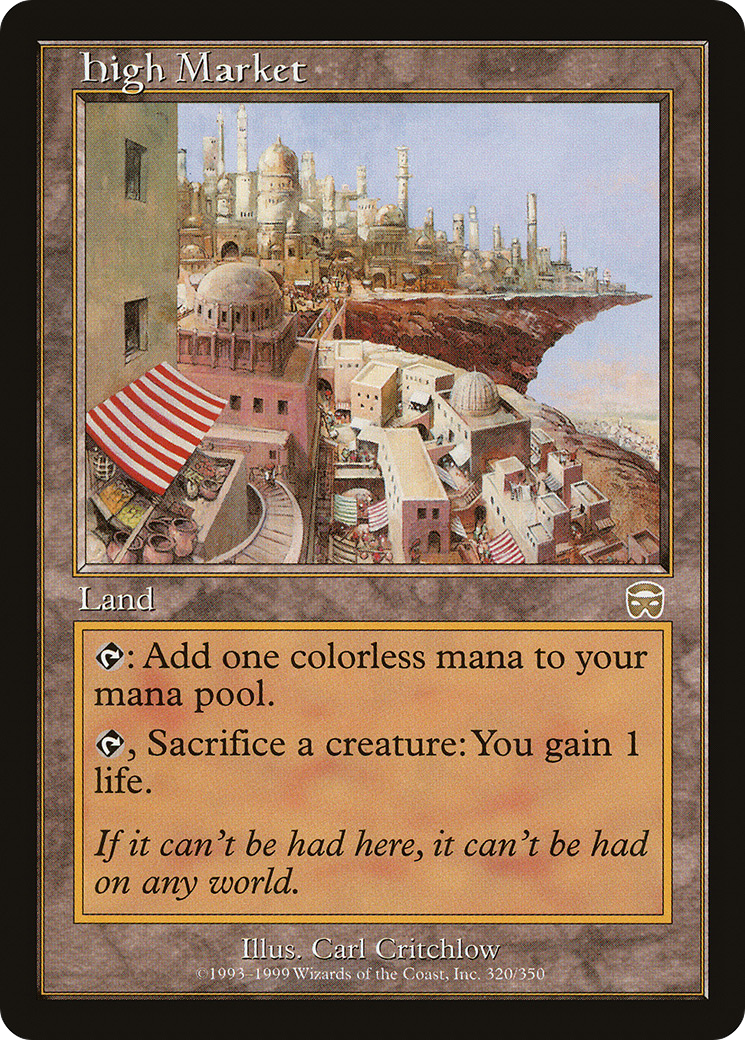 High Market
Land
: Add one colorless mana to your
mana pool.
, Sacrifice a creature: You gain 1
life.
If it can't be had here, it can't be had
on any world.
Illus. Carl Critchlow
©1993–1999 Wizards of the Coast, Inc. 320/350